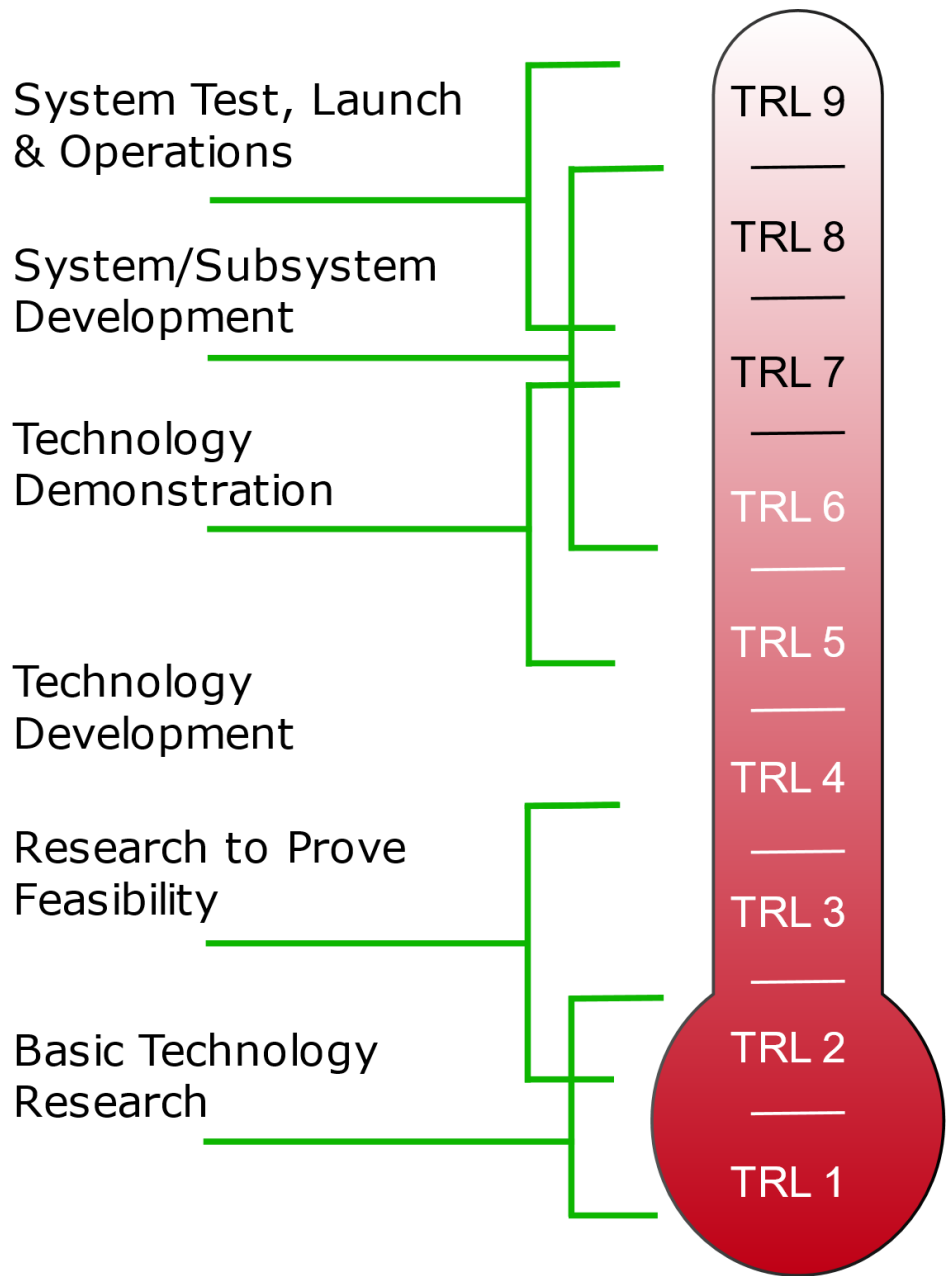 System Test, Launch
& Operations
System/Subsystem
Development
Technology
Demonstration
Technology
Development
Research to Prove
Feasibility
Basic Technology
Research
TRL 9
TRL 8
TRL 7
TRL 6
TRL 5
TRL 4
TRL 3
TRL 2
TRL 1